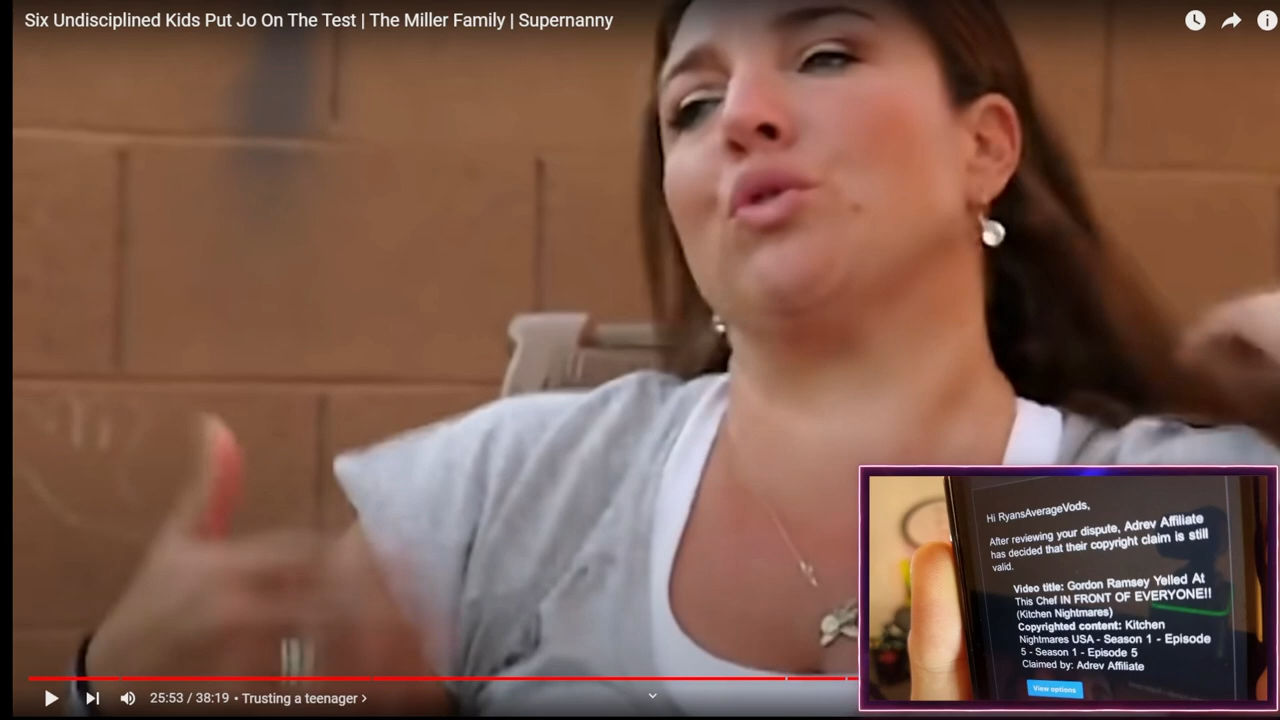 Six Undisciplined Kids Put Jo On The Test | The Miller Family | Supernanny
Hi RyansAverageVods,
After reviewing your dispute, Adrev Affiliate
has decided that their copyright claim is still
valid.
Video title: Gordon Ramsey Yelled At
This Chef IN FRONT OF EVERYONE!!
(Kitchen Nightmares)
Copyrighted content: Kitchen
Nightmares USA - Season 1 - Episode
5 - Season 1 - Episode 5
Claimed by: Adrev Affiliate
View options
25:53 / 38:19 • Trusting a teenager >